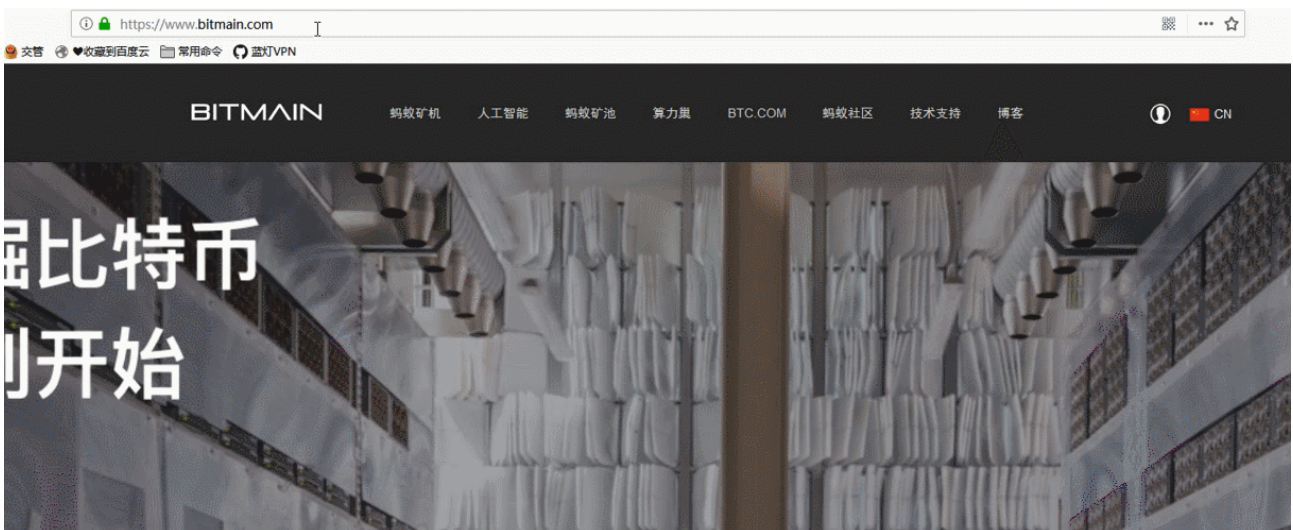 https://www.bitmain.com
交管 ♥收藏到百度云 常用命令 蓝灯VPN
BITMAIN 蚂蚁矿机 人工智能 蚂蚁矿池 算力巢 BTC.COM 蚂蚁社区 技术支持 博客 CN
掘比特币
刻开始